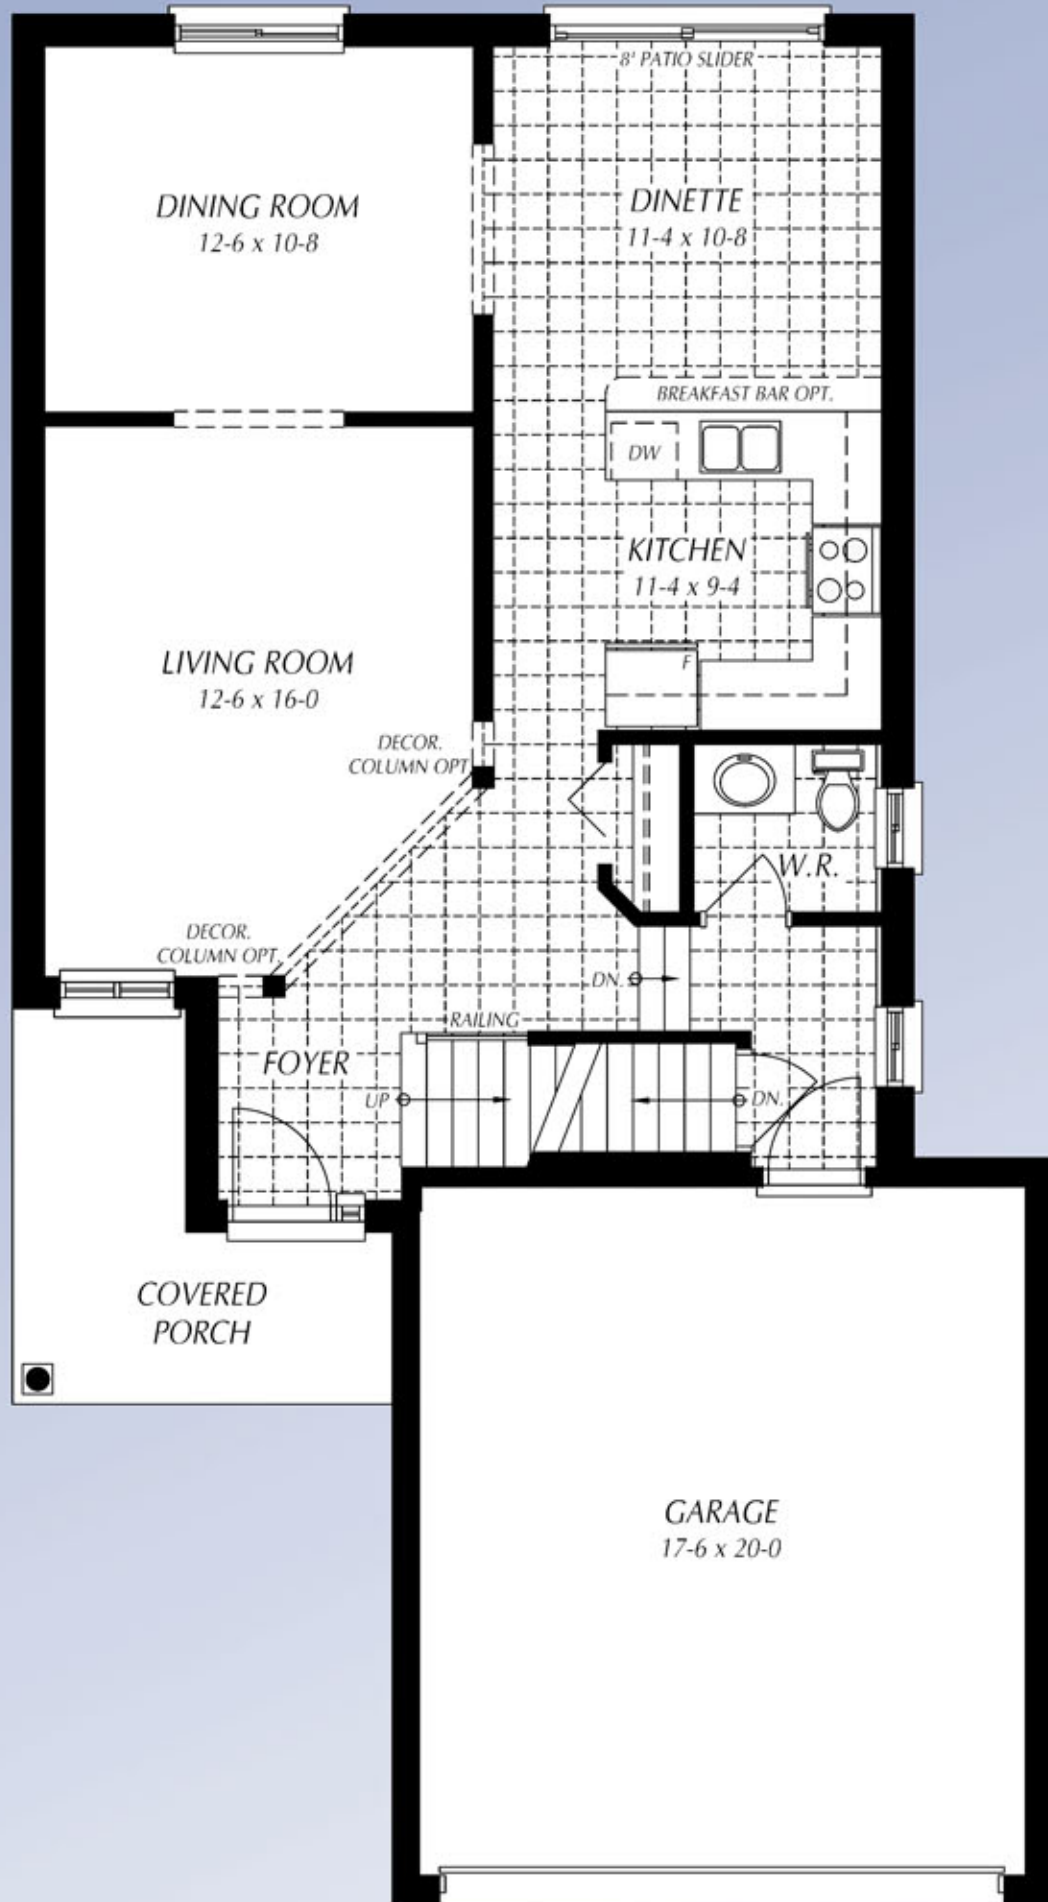 8' PATIO SLIDER
DINING ROOM
12-6 x 10-8
DINETTE
11-4 x 10-8
BREAKFAST BAR OPT.
DW
KITCHEN
11-4 x 9-4
F
LIVING ROOM
12-6 x 16-0
DECOR.
COLUMN OPT.
W.R.
DECOR.
COLUMN OPT.
DN.
RAILING
FOYER
UP
DN.
COVERED
PORCH
GARAGE
17-6 x 20-0